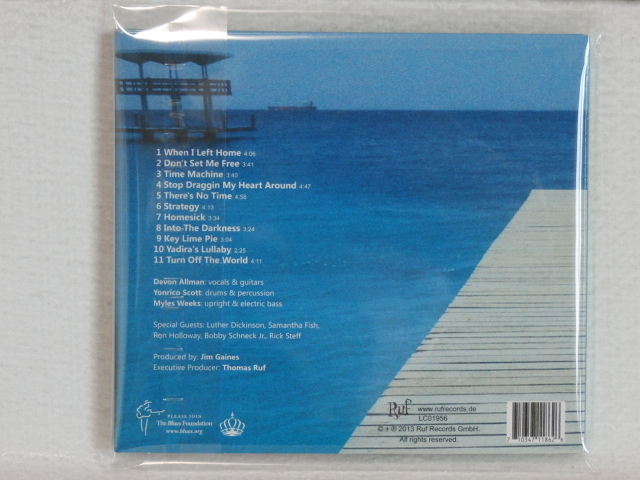 1 When I Left Home 4:06
2 Don't Set Me Free 3:41
3 Time Machine 3:40
4 Stop Draggin My Heart Around 4:47
5 There's No Time 4:58
6 Strategy 4:19
7 Homesick 3:34
8 Into The Darkness 3:24
9 Key Lime Pie 3:04
10 Yadira's Lullaby 2:25
11 Turn Off The World 4:11
Devon Allman: vocals & guitars
Yonrico Scott: drums & percussion
Myles Weeks: upright & electric bass
Special Guests: Luther Dickinson, Samantha Fish,
Ron Holloway, Bobby Schneck Jr., Rick Steff
Produced by: Jim Gaines
Executive Producer: Thomas Ruf
PLEASE JOIN
The Blues Foundation
www.blues.org
Ruf www.rufrecords.de
LC01956
© + ℗ 2013 Ruf Records GmbH.
All rights reserved.
7 10347 11862 6